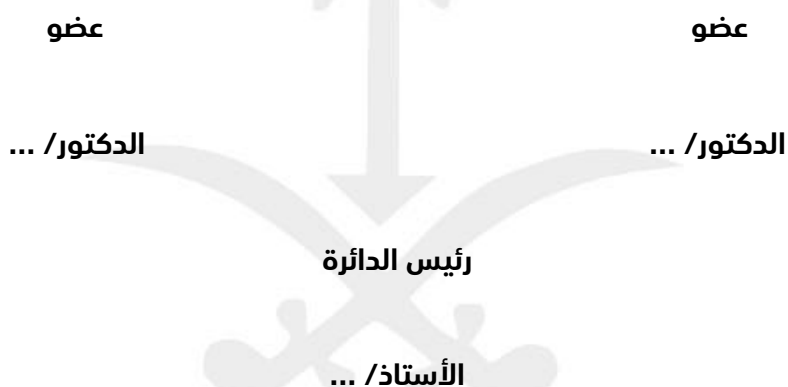 عضو عضو
الدكتور/ ... الدكتور/ ...
رئيس الدائرة
الأستاذ/ ...